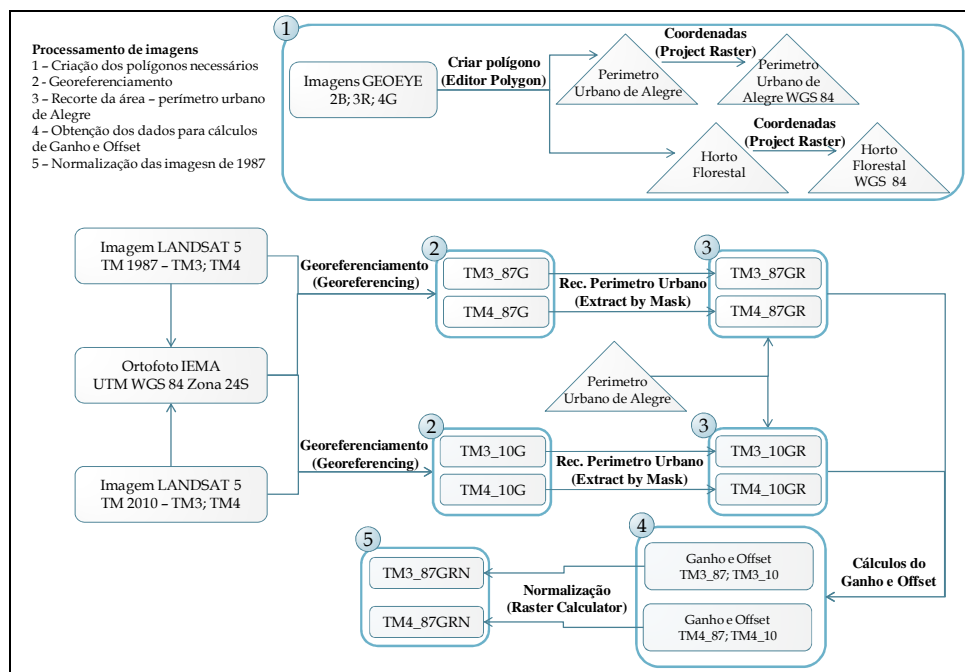 Processamento de imagens
1 – Criação dos polígonos necessários
2 - Georeferenciamento
3 – Recorte da área – perímetro urbano
de Alegre
4 – Obtenção dos dados para cálculos
de Ganho e Offset
5 – Normalização das imagesn de 1987
1
Imagens GEOEYE
2B; 3R; 4G
Criar polígono
(Editor Polygon)
Perimetro
Urbano de Alegre
Coordenadas
(Project Raster)
Perimetro
Urbano
de Alegre WGS 84
Horto
Florestal
Coordenadas
(Project Raster)
Horto
Florestal
WGS 84
Imagem LANDSAT 5
TM 1987 – TM3; TM4
Ortofoto IEMA
UTM WGS 84 Zona 24S
Imagem LANDSAT 5
TM 2010 – TM3; TM4
Georeferenciamento
(Georeferencing)
2
TM3_87G
TM4_87G
Rec. Perimetro Urbano
(Extract by Mask)
3
TM3_87GR
TM4_87GR
Perimetro
Urbano de Alegre
Georeferenciamento
(Georeferencing)
2
TM3_10G
TM4_10G
Rec. Perimetro Urbano
(Extract by Mask)
3
TM3_10GR
TM4_10GR
Cálculos do
Ganho e Offset
4
Ganho e Offset
TM3_87; TM3_10
Ganho e Offset
TM4_87; TM4_10
Normalização
(Raster Calculator)
5
TM3_87GRN
TM4_87GRN